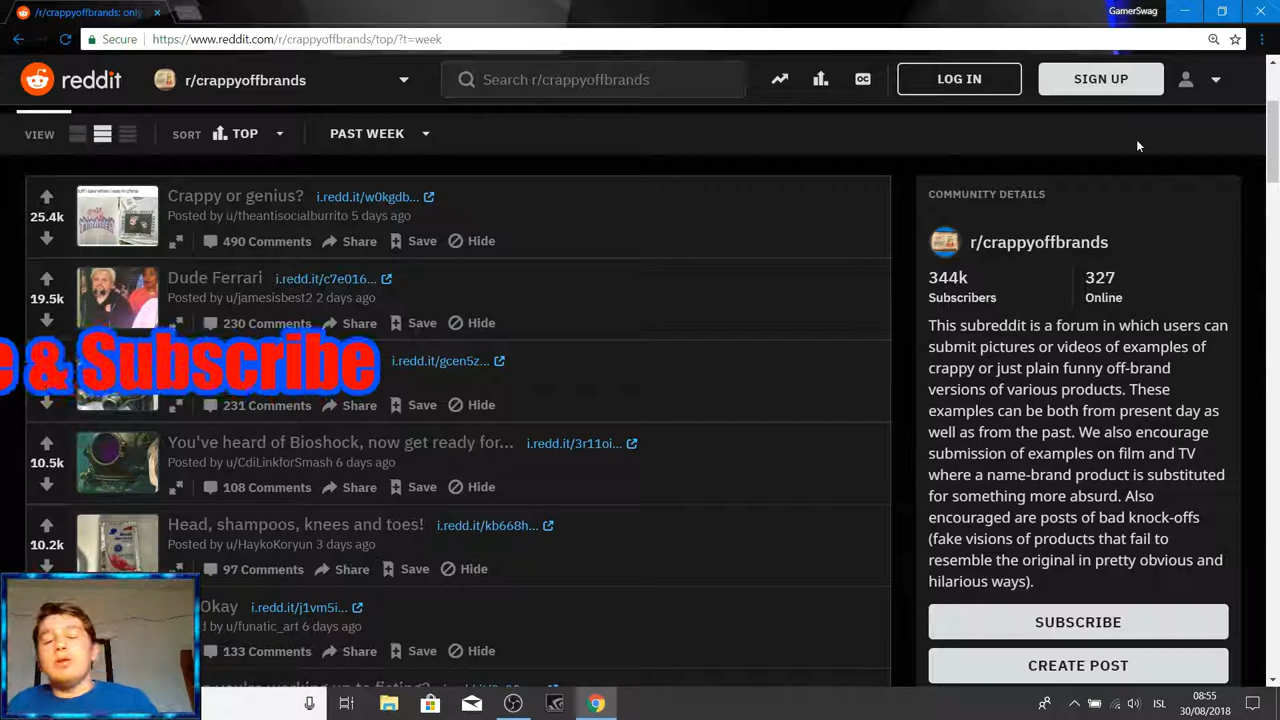 /r/crappyoffbrands: only
GamerSwag
Secure
https://www.reddit.com/r/crappyoffbrands/top/?t=week
reddit
r/crappyoffbrands
Search r/crappyoffbrands
LOG IN
SIGN UP
VIEW
SORT
TOP
PAST WEEK
25.4k
Crappy or genius?
i.redd.it/w0kgdb...
Posted by u/theantisocialburrito 5 days ago
490 Comments
Share
Save
Hide
19.5k
Dude Ferrari
i.redd.it/c7e016...
Posted by u/jamesisbest2 2 days ago
230 Comments
Share
Save
Hide
e & Subscribe
i.redd.it/gcen5z...
231 Comments
Share
Save
Hide
10.5k
You've heard of Bioshock, now get ready for...
i.redd.it/3r11oi...
Posted by u/CdiLinkforSmash 6 days ago
108 Comments
Share
Save
Hide
10.2k
Head, shampoos, knees and toes!
i.redd.it/kb668h...
Posted by u/HaykoKoryun 3 days ago
97 Comments
Share
Save
Hide
Okay
i.redd.it/j1vm5i...
by u/funatic_art 6 days ago
133 Comments
Share
Save
Hide
COMMUNITY DETAILS
r/crappyoffbrands
344k
Subscribers
327
Online
This subreddit is a forum in which users can
submit pictures or videos of examples of
crappy or just plain funny off-brand
versions of various products. These
examples can be both from present day as
well as from the past. We also encourage
submission of examples on film and TV
where a name-brand product is substituted
for something more absurd. Also
encouraged are posts of bad knock-offs
(fake visions of products that fail to
resemble the original in pretty obvious and
hilarious ways).
SUBSCRIBE
CREATE POST
ISL
08:55
30/08/2018